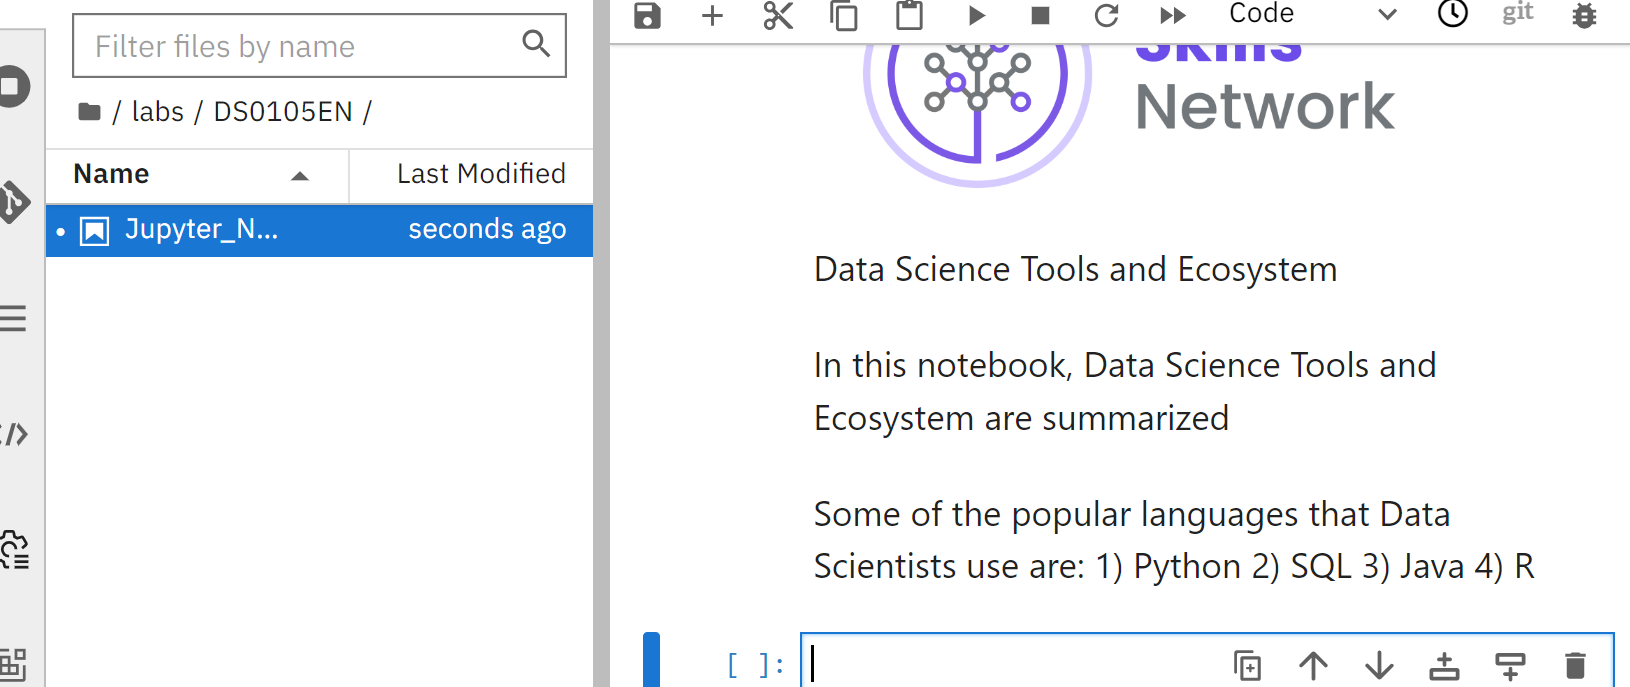 Code
git
Filter files by name
/ labs / DS0105EN /
Name
Last Modified
Jupyter_N...
seconds ago
Skills
Network
Data Science Tools and Ecosystem
In this notebook, Data Science Tools and
Ecosystem are summarized
Some of the popular languages that Data
Scientists use are: 1) Python 2) SQL 3) Java 4) R
[ ]: